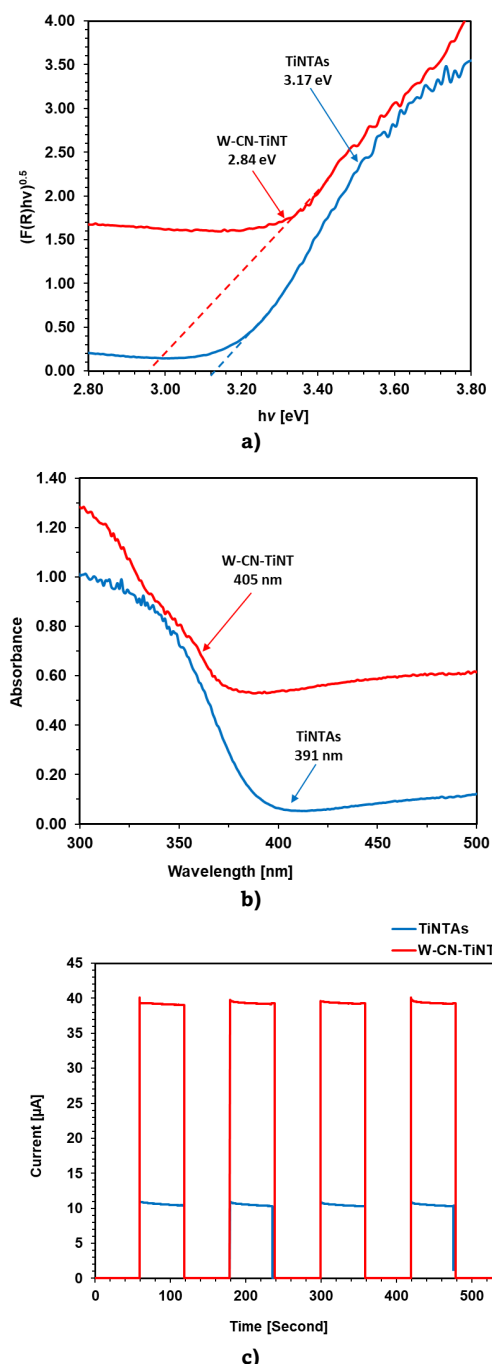 4.00
3.50
3.00
2.50
2.00
1.50
1.00
0.50
0.00
(F(R)hv)0.5
TiNTAs
3.17 eV
W-CN-TiNT
2.84 eV
2.80 3.00 3.20 3.40 3.60 3.80
hv [eV]
a)
1.40
1.20
1.00
0.80
0.60
0.40
0.20
0.00
Absorbance
W-CN-TiNT
405 nm
TiNTAs
391 nm
300 350 400 450 500
Wavelength [nm]
b)
TiNTAs
W-CN-TiNT
45
40
35
30
25
20
15
10
5
0
Current [µA]
0 100 200 300 400 500
Time [Second]
c)